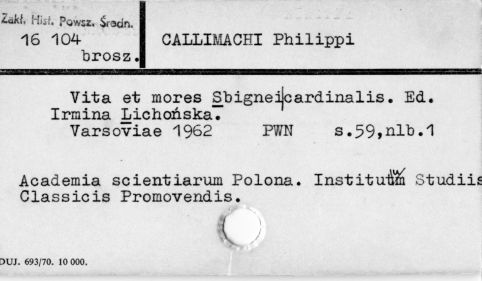 Zakł. Hist. Powsz. Średn.
16 104
brosz.
CALLIMACHI Philippi
Vita et mores Sbignei|cardinalis. Ed.
Irmina Lichońska.
Varsoviae 1962 PWN s.59,nlb.1
Academia scientiarum Polona. Institutum Studiis
Classicis Promovendis.
DUJ. 693/70. 10 000.